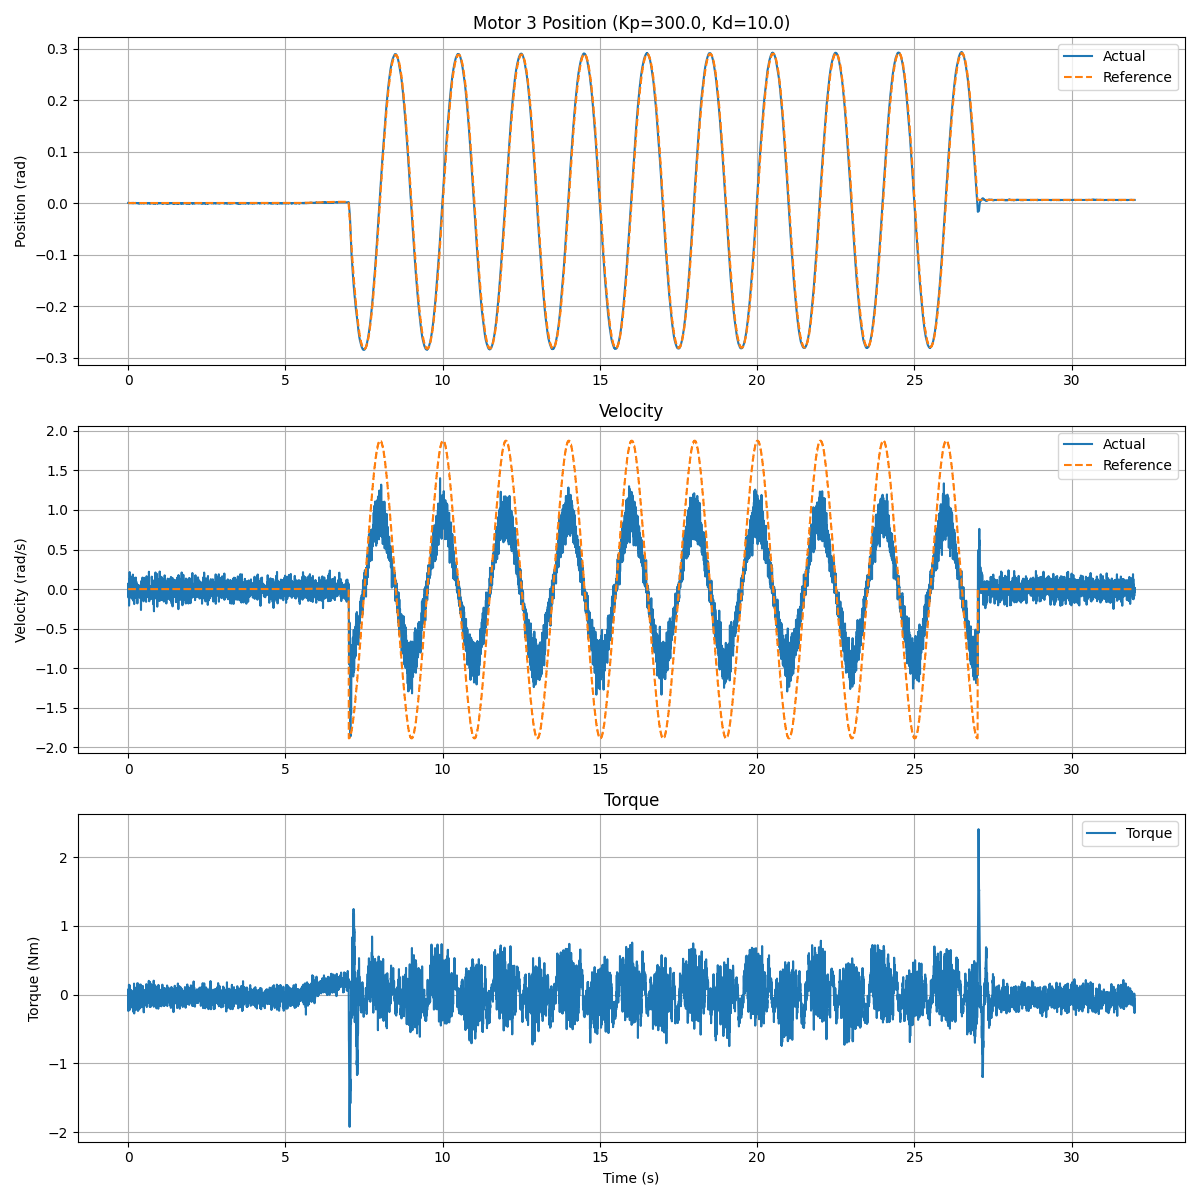 Motor 3 Position (Kp=300.0, Kd=10.0)
0.3
0.2
0.1
0.0
−0.1
−0.2
−0.3
Position (rad)
Actual
Reference
0 5 10 15 20 25 30
Velocity
2.0
1.5
1.0
0.5
0.0
−0.5
−1.0
−1.5
−2.0
Velocity (rad/s)
Actual
Reference
0 5 10 15 20 25 30
Torque
2
1
0
−1
−2
Torque (Nm)
Torque
0 5 10 15 20 25 30
Time (s)